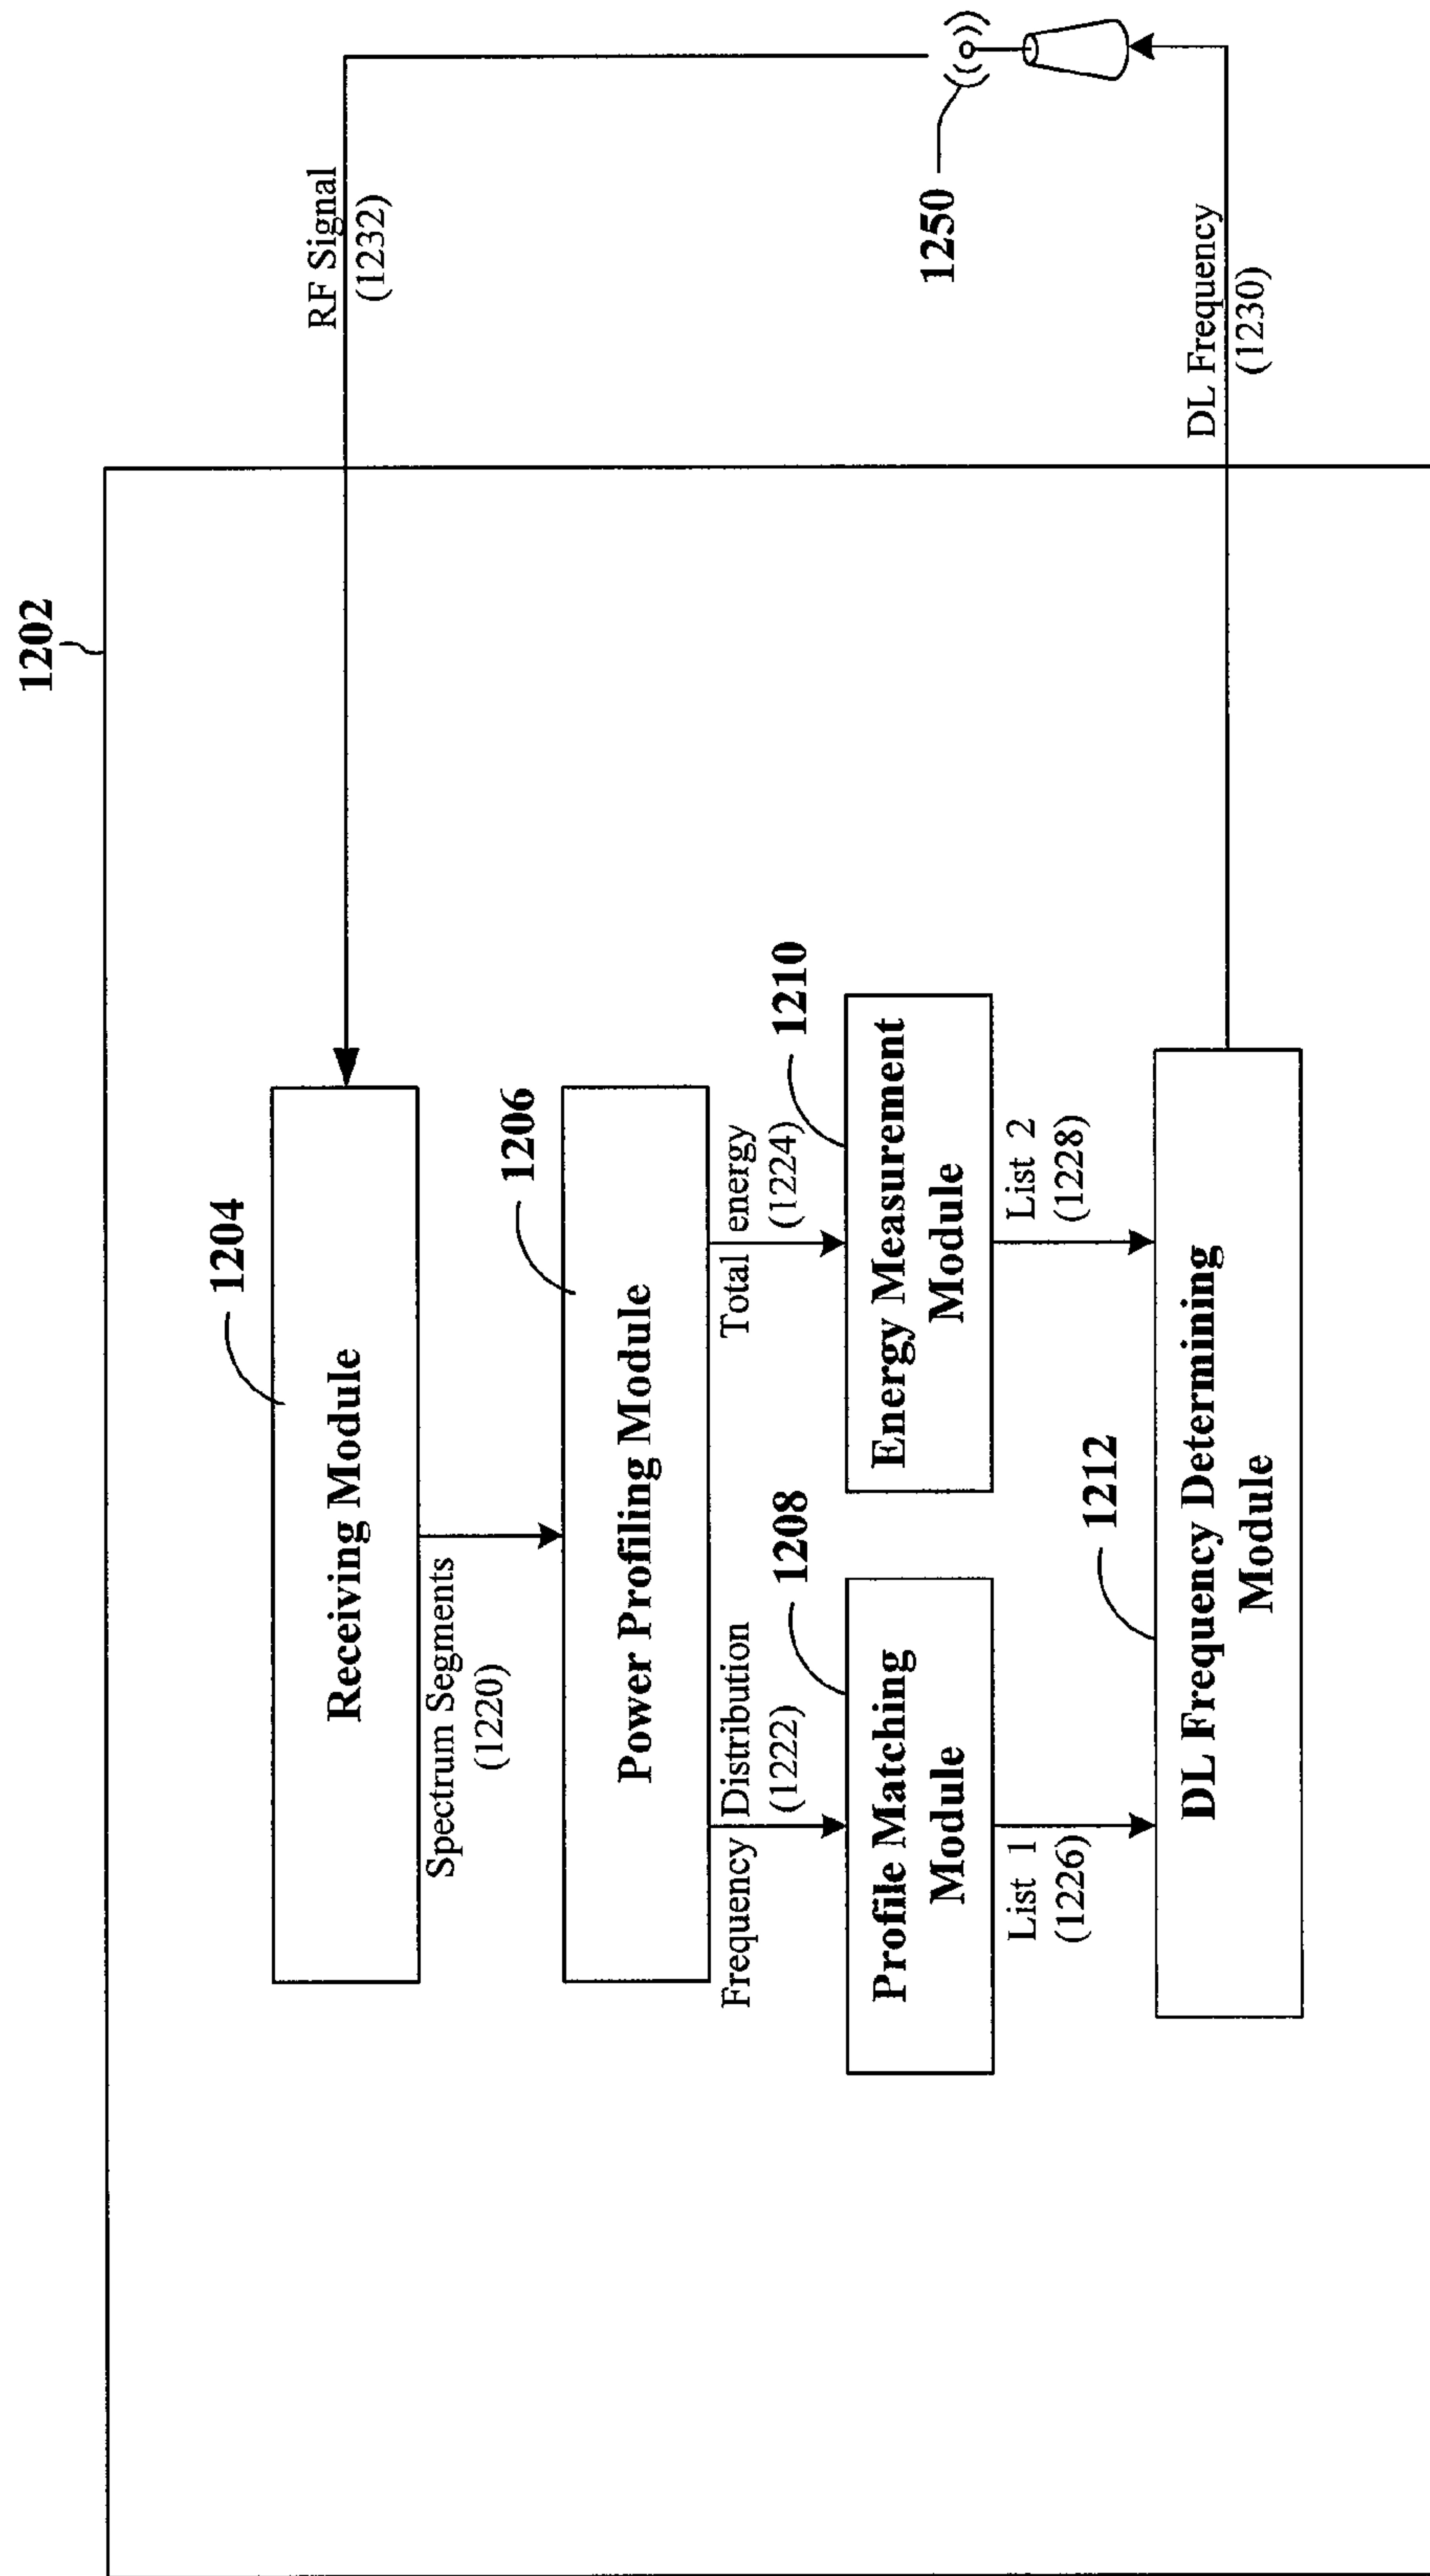 1202
RF Signal
(1232)
1204
Receiving Module
Spectrum Segments
(1220)
1206
Power Profiling Module
Frequency Distribution
(1222)
Total energy
(1224)
1208
Profile Matching
Module
1210
Energy Measurement
Module
List 1
(1226)
List 2
(1228)
1212
DL Frequency Determining
Module
DL Frequency
(1230)
1250